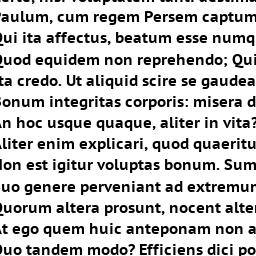 Paulum, cum regem Persem captum
Qui ita affectus, beatum esse numq
Quod equidem non reprehendo; Qui
ita credo. Ut aliquid scire se gaudea
Bonum integritas corporis: misera d
An hoc usque quaque, aliter in vita?
Aliter enim explicari, quod quaeritu
Non est igitur voluptas bonum. Sum
suo genere perveniant ad extremum
Quorum altera prosunt, nocent alter
At ego quem huic anteponam non a
Quo tandem modo? Efficiens dici po